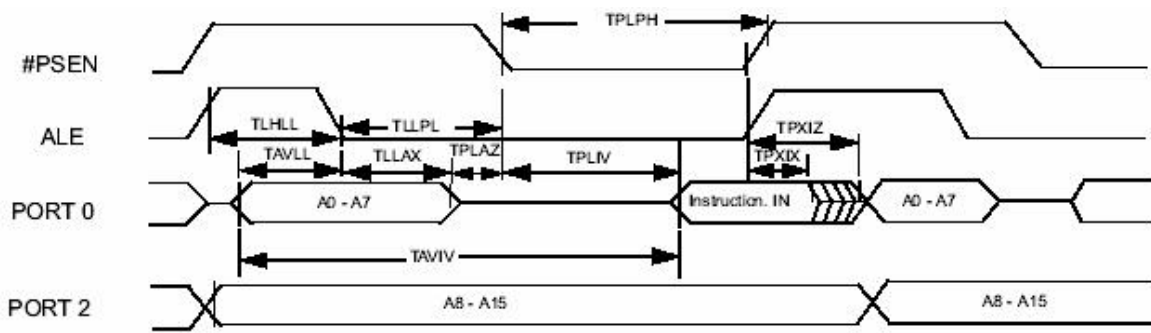 TPLPH
#PSEN
ALE
TLHLL
TLLPL
TPXIZ
TAVLL
TLLAX
TPLAZ
TPLIV
TPXIX
PORT 0
A0 - A7
Instruction. IN
A0 - A7
TAVIV
PORT 2
A8 - A15
A8 - A15